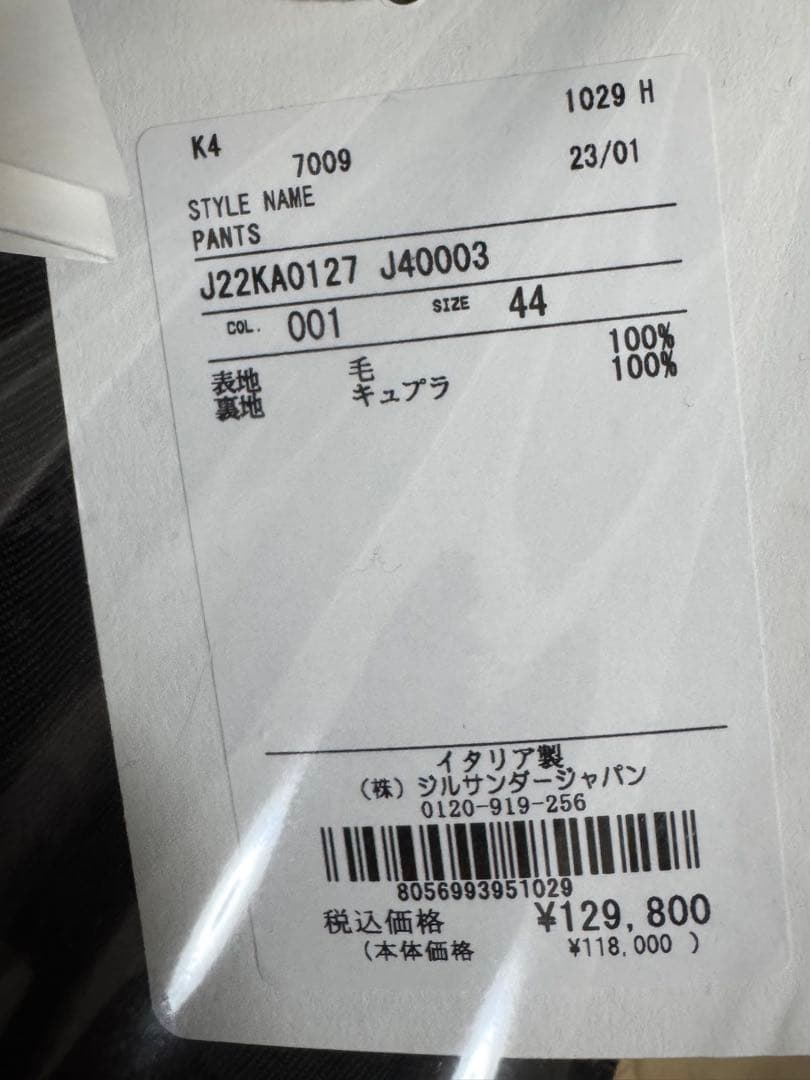 1029 H
K4
7009 23/01
STYLE NAME
PANTS
J22KA0127 J40003
COL. 001 SIZE 44
表地 毛 100%
裏地 キュプラ 100%
イタリア製
（株）ジルサンダージャパン
0120-919-256
8056993951029
税込価格 ¥129,800
(本体価格 ¥118,000 )